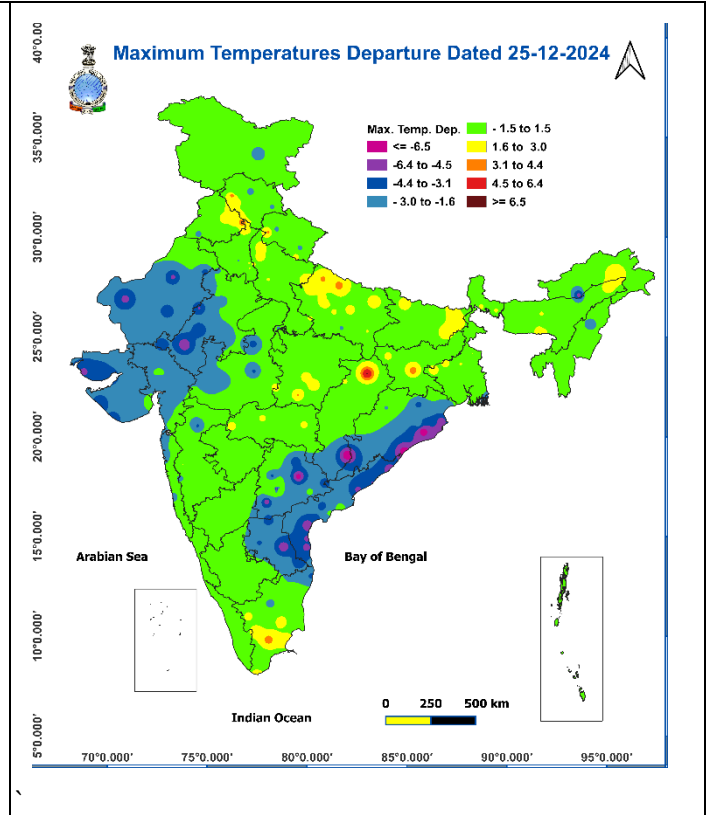 Maximum Temperatures Departure Dated 25-12-2024
Max. Temp. Dep.
<= -6.5
-6.4 to -4.5
-4.4 to -3.1
- 3.0 to -1.6
- 1.5 to 1.5
1.6 to 3.0
3.1 to 4.4
4.5 to 6.4
>= 6.5
40°0.00
35°0.000'
30°0.000'
25°0.000'
20°0.000'
15°0.000'
10°0.000'
5°0.000'
Arabian Sea
Bay of Bengal
Indian Ocean
0 250 500 km
70°0.000' 75°0.000' 80°0.000' 85°0.000' 90°0.000' 95°0.000'
`